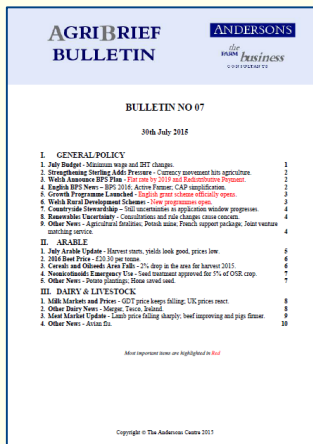 AGRIBRIEF
BULLETIN
ANDERSONS
the
FARM business
CONSULTANTS
BULLETIN NO 07
30th July 2015
I. GENERAL/POLICY
1. July Budget - Minimum wage and IHT changes. 1
2. Strengthening Sterling Adds Pressure - Currency movement hits agriculture. 2
3. Welsh Announce BPS Plan - Flat rate by 2019 and Redistributive Payment. 2
4. English BPS News – BPS 2016; Active Farmer; CAP simplification. 2
5. Growth Programme Launched - English grant scheme officially opens. 3
6. Welsh Rural Development Schemes - New programmes open. 3
7. Countryside Stewardship – Still uncertainties as application window progresses. 4
8. Renewables Uncertainty - Consultations and rule changes cause concern. 4
9. Other News - Agricultural fatalities; Potash mine; French support package; Joint venture
matching service. 4
II. ARABLE
1. July Arable Update - Harvest starts, yields look good, prices low. 5
2. 2016 Beet Price - £20.30 per tonne. 6
3. Cereals and Oilseeds Area Falls - 2% drop in the area for harvest 2015. 6
4. Neonicotinoids Emergency Use - Seed treatment approved for 5% of OSR crop. 7
5. Other News - Potato plantings; Home saved seed. 7
III. DAIRY & LIVESTOCK
1. Milk Markets and Prices - GDT price keeps falling; UK prices react. 8
2. Other Dairy News - Merger, Tesco, Ireland. 8
3. Meat Market Update - Lamb price falling sharply; beef improving and pigs firmer. 9
4. Other News - Avian flu. 10
Most important items are highlighted in Red
Copyright © The Andersons Centre 2015